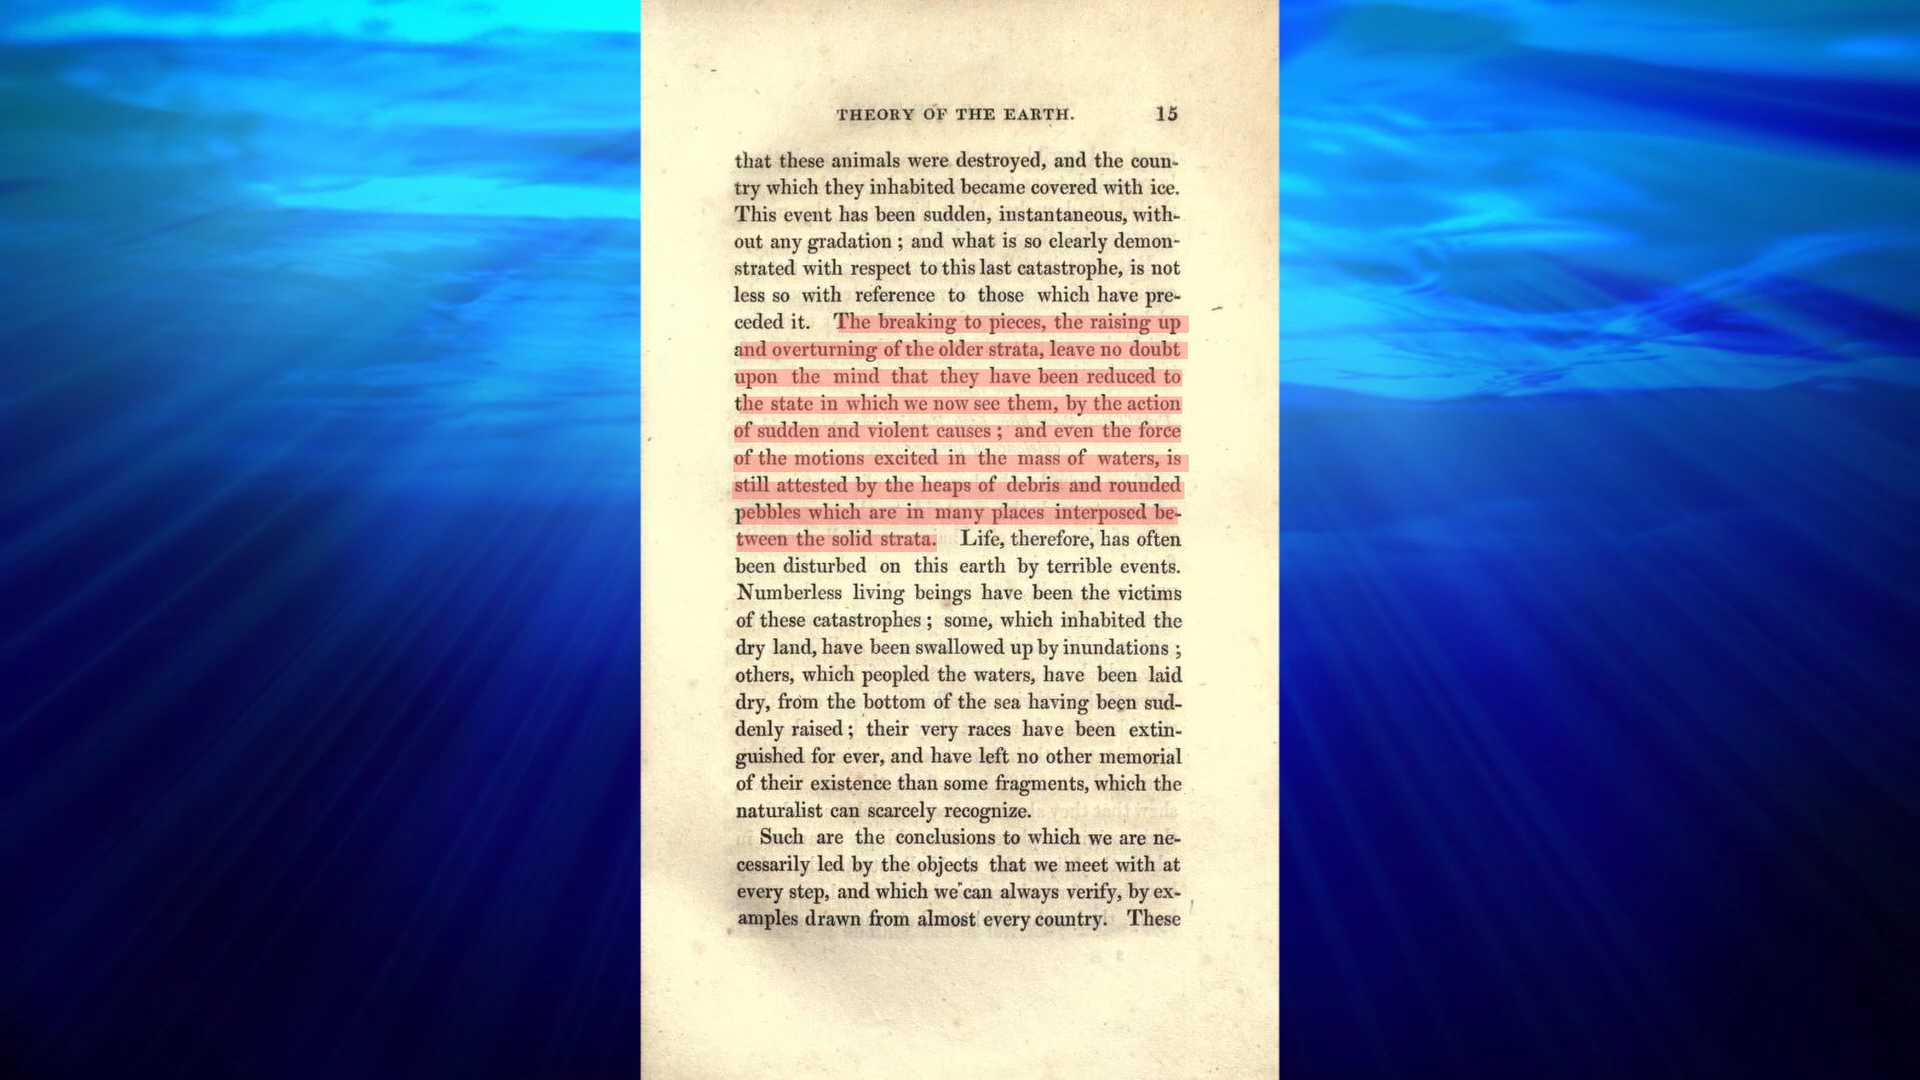 THEORY OF THE EARTH. 15
that these animals were destroyed, and the coun-
try which they inhabited became covered with ice.
This event has been sudden, instantaneous, with-
out any gradation ; and what is so clearly demon-
strated with respect to this last catastrophe, is not
less so with reference to those which have pre-
ceded it. The breaking to pieces, the raising up
and overturning of the older strata, leave no doubt
upon the mind that they have been reduced to
the state in which we now see them, by the action
of sudden and violent causes ; and even the force
of the motions excited in the mass of waters, is
still attested by the heaps of debris and rounded
pebbles which are in many places interposed be-
tween the solid strata. Life, therefore, has often
been disturbed on this earth by terrible events.
Numberless living beings have been the victims
of these catastrophes ; some, which inhabited the
dry land, have been swallowed up by inundations ;
others, which peopled the waters, have been laid
dry, from the bottom of the sea having been sud-
denly raised ; their very races have been extin-
guished for ever, and have left no other memorial
of their existence than some fragments, which the
naturalist can scarcely recognize.
Such are the conclusions to which we are ne-
cessarily led by the objects that we meet with at
every step, and which we can always verify, by ex-
amples drawn from almost every country. These